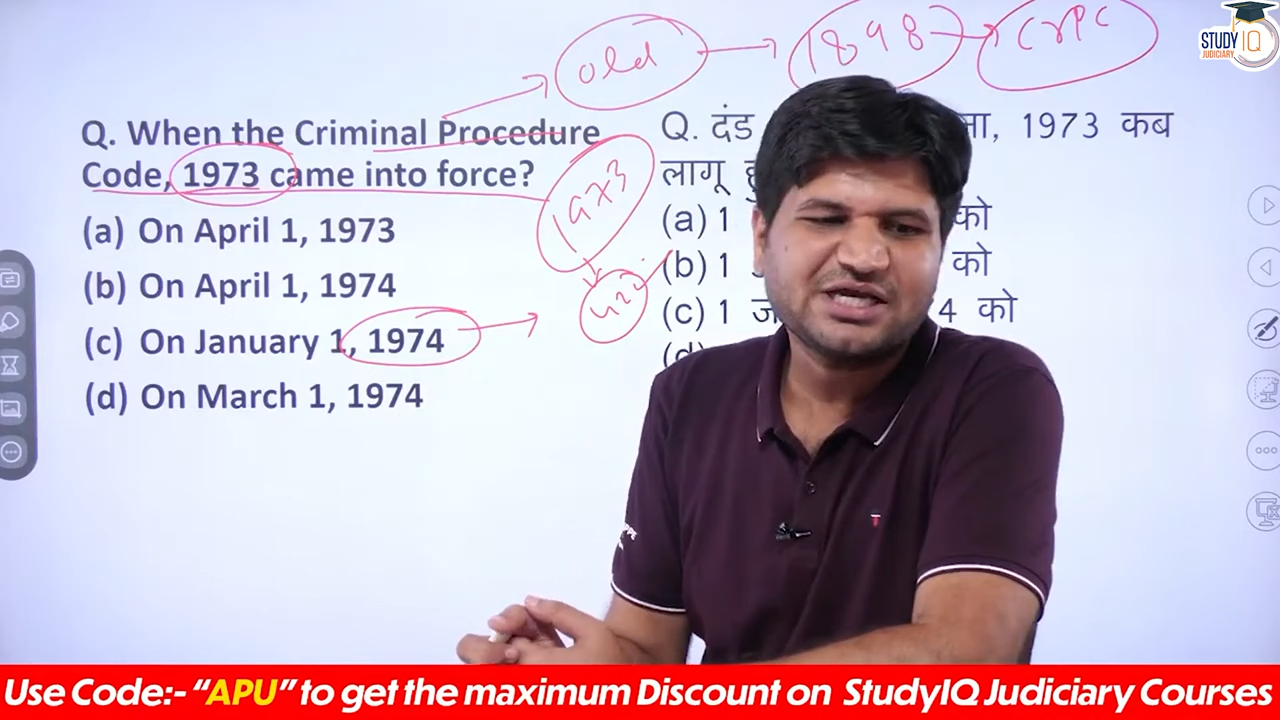 old → 1898 → crpc
STUDY IQ
JUDICIARY
Q. When the Criminal Procedure
Code, 1973 came into force?
(a) On April 1, 1973
(b) On April 1, 1974
(c) On January 1, 1974
(d) On March 1, 1974
1973
Q. दंड 1973 कब
लागू
(a) 1 को
(b) 1 को
(c) 1 4 को
(d)
Use Code:- “APU” to get the maximum Discount on StudyIQ Judiciary Courses